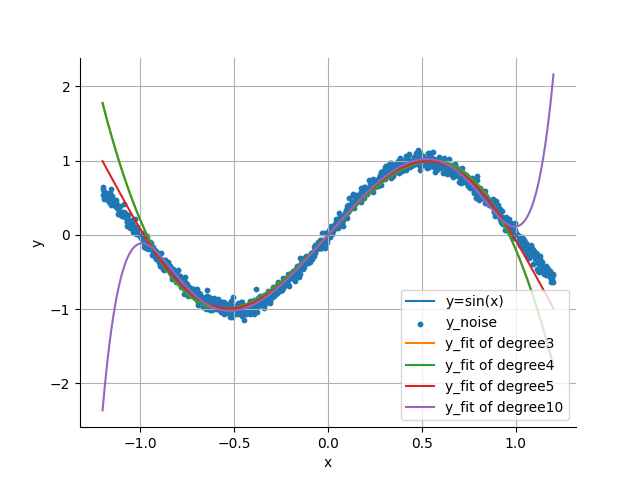 2
1
0
−1
−2
y
−1.0 −0.5 0.0 0.5 1.0
x
y=sin(x)
y_noise
y_fit of degree3
y_fit of degree4
y_fit of degree5
y_fit of degree10